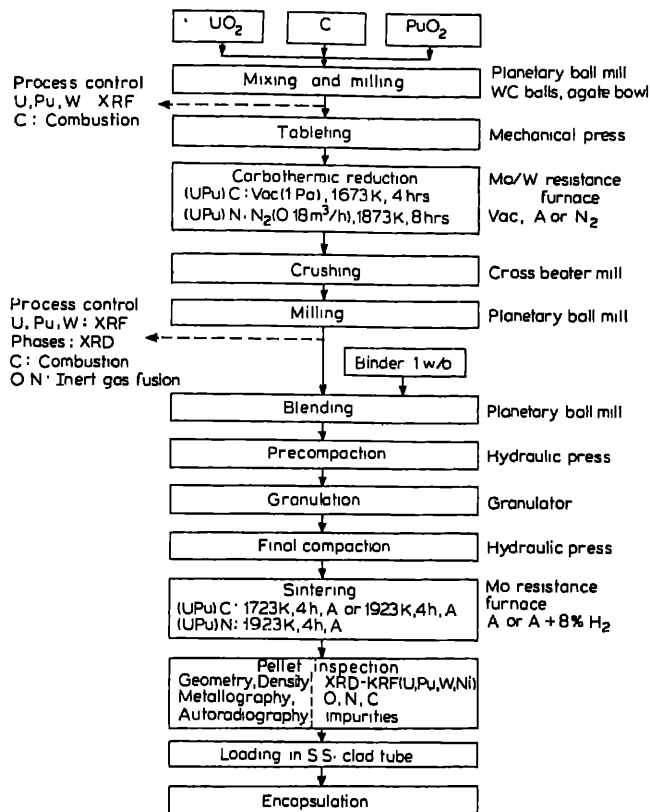 UO2
C
PuO2
Mixing and milling
Planetary ball mill
WC balls, agate bowl
Process control
U, Pu, W XRF
C : Combustion
Tableting
Mechanical press
Carbothermic reduction
(UPu) C : Vac (1 Pa), 1673K, 4 hrs
(UPu) N · N2 (0 18 m3/h), 1873K, 8hrs
Mo/W resistance
furnace
Vac, A or N2
Crushing
Cross beater mill
Milling
Planetary ball mill
Process control
U, Pu, W : XRF
Phases : XRD
C : Combustion
O N · Inert gas fusion
Binder 1 w/o
Blending
Planetary ball mill
Precompaction
Hydraulic press
Granulation
Granulator
Final compaction
Hydraulic press
Sintering
(UPu) C : 1723K, 4h, A or 1923K, 4h, A
(UPu) N : 1923K, 4h, A
Mo resistance
furnace
A or A + 8% H2
Pellet inspection
Geometry, Density XRD-KRF (U, Pu, W, Ni)
Metallography, O, N, C
Autoradiography impurities
Loading in S S · clad tube
Encapsulation